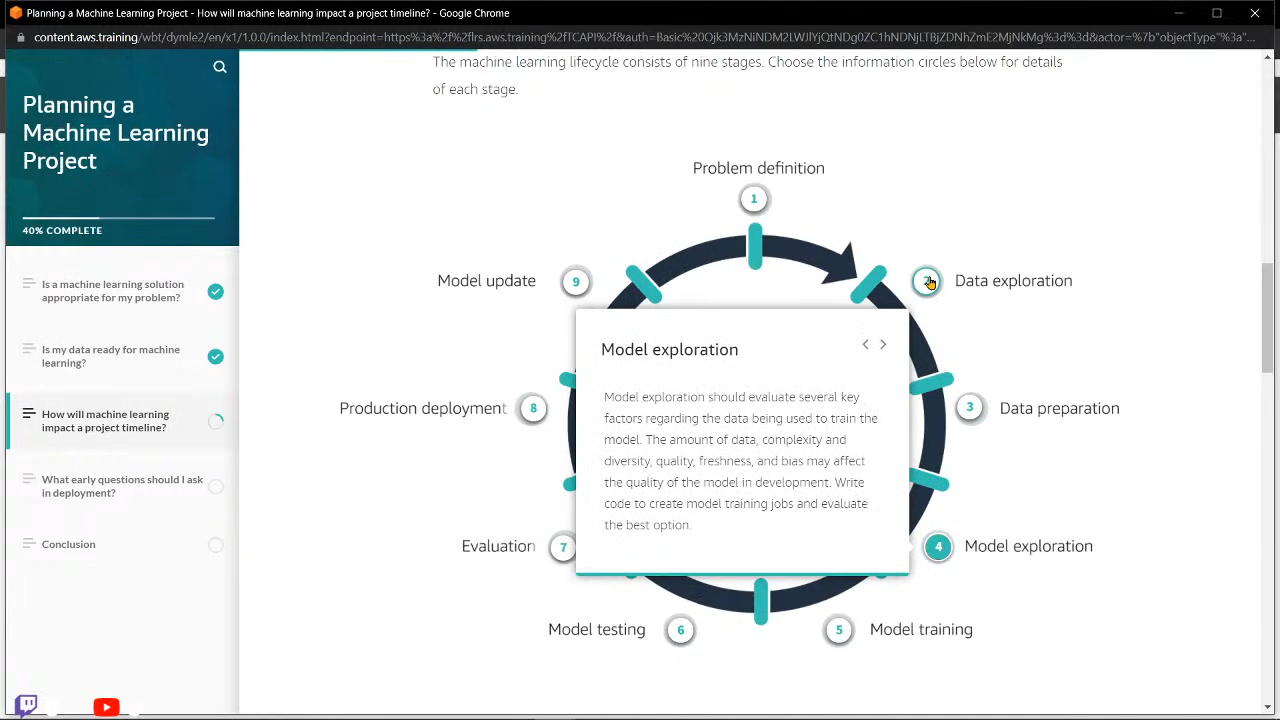 Planning a Machine Learning Project - How will machine learning impact a project timeline? - Google Chrome
content.aws.training/wbt/dymle2/en/x1/1.0.0/index.html?endpoint=https%3a%2f%2flrs.aws.training%2fTCAPI%2f&auth=Basic%20Ojk3MzNiNDM2LWJlYjQtNDg0ZC1hNDNjLTBjZDNhZmE2MjNkMg%3d%3d&actor=%7b"objectType"%3a"...
Planning a
Machine Learning
Project
40% COMPLETE
Is a machine learning solution
appropriate for my problem?
Is my data ready for machine
learning?
How will machine learning
impact a project timeline?
What early questions should I ask
in deployment?
Conclusion
The machine learning lifecycle consists of nine stages. Choose the information circles below for details
of each stage.
Problem definition
1
Model update
9
2
Data exploration
Model exploration
Model exploration should evaluate several key
factors regarding the data being used to train the
model. The amount of data, complexity and
diversity, quality, freshness, and bias may affect
the quality of the model in development. Write
code to create model training jobs and evaluate
the best option.
Production deployment
8
3
Data preparation
Evaluation
7
4
Model exploration
Model testing
6
5
Model training